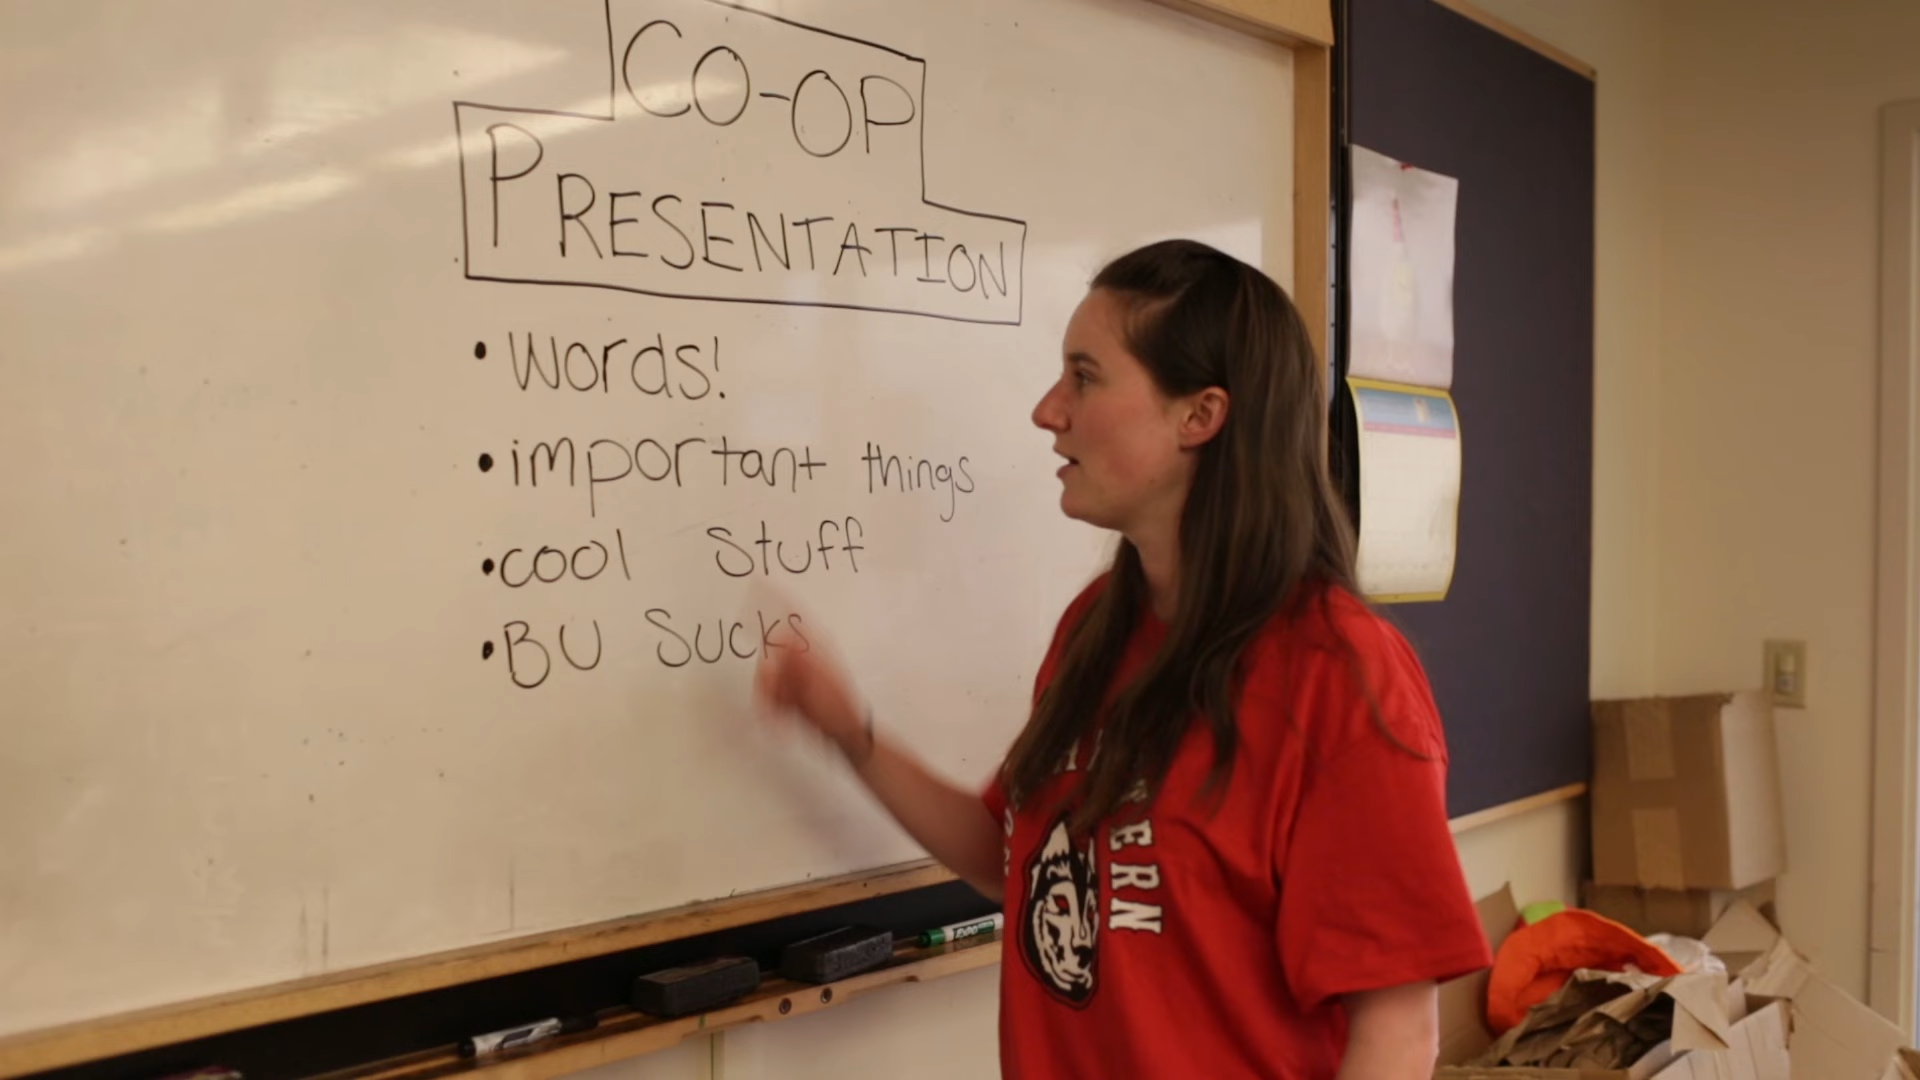 CO-OP
PRESENTATION
• words!
• important things
• cool stuff
• BU Sucks